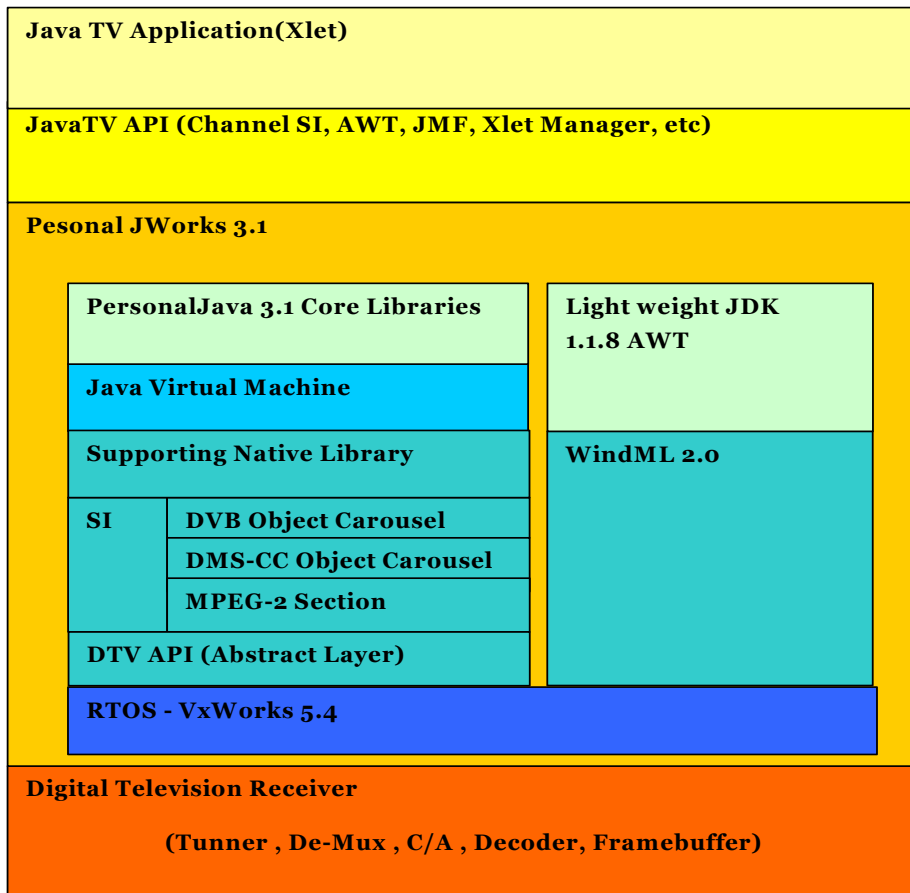 Java TV Application(Xlet)
JavaTV API (Channel SI, AWT, JMF, Xlet Manager, etc)
Pesonal JWorks 3.1
PersonalJava 3.1 Core Libraries
Light weight JDK
1.1.8 AWT
Java Virtual Machine
Supporting Native Library
WindML 2.0
SI
DVB Object Carousel
DMS-CC Object Carousel
MPEG-2 Section
DTV API (Abstract Layer)
RTOS - VxWorks 5.4
Digital Television Receiver
(Tunner , De-Mux , C/A , Decoder, Framebuffer)